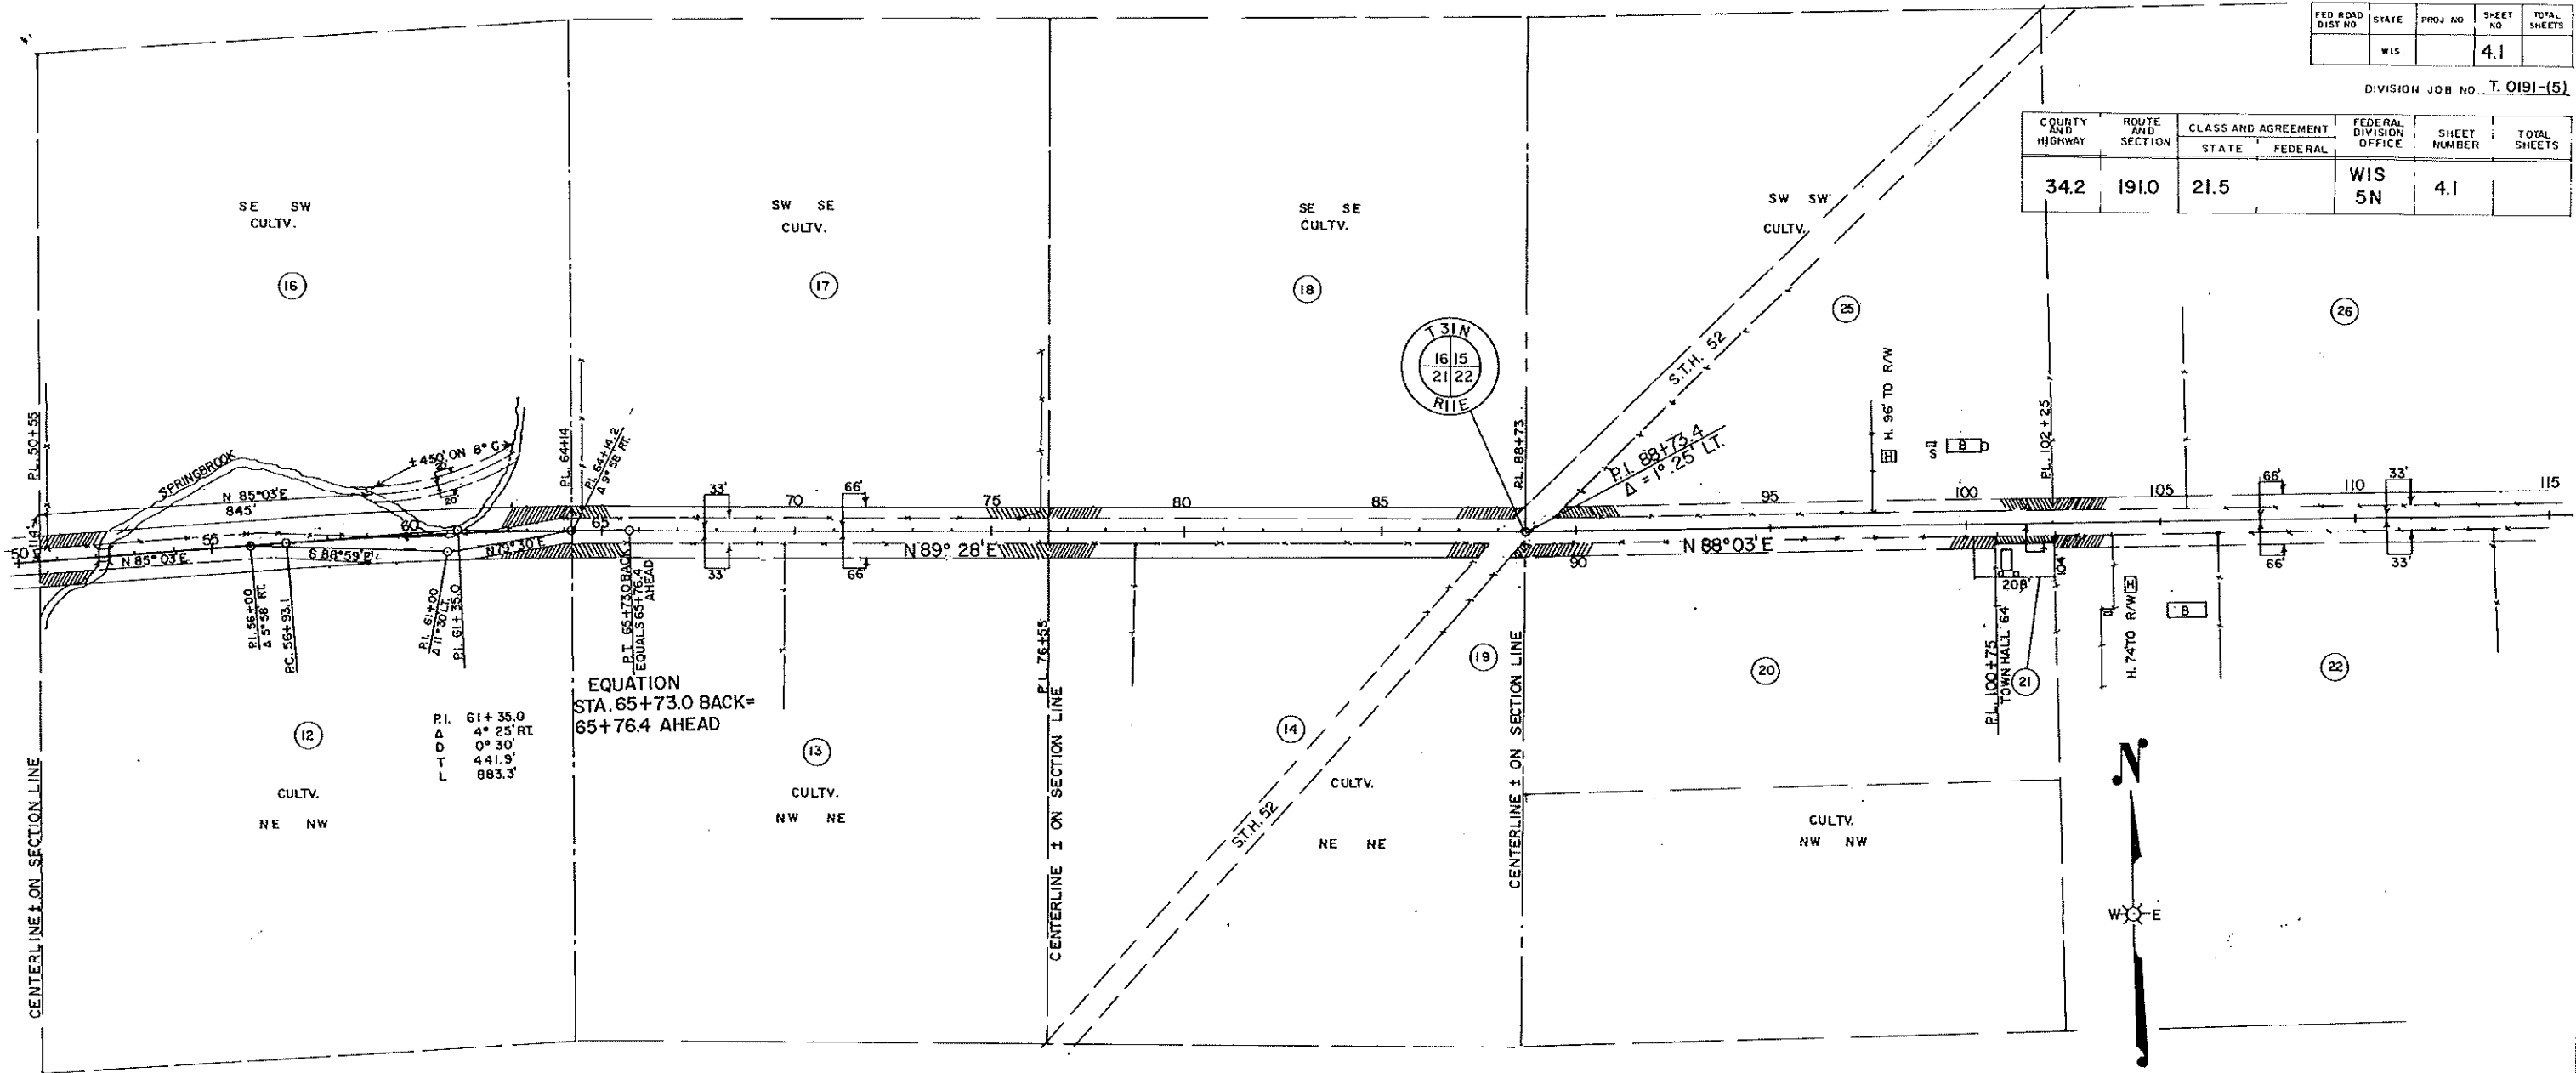 FED ROAD DIST NO STATE PROJ NO SHEET NO TOTAL SHEETS
WIS. 4.1
DIVISION JOB NO. T. 0191-(5)
COUNTY AND HIGHWAY ROUTE AND SECTION CLASS AND AGREEMENT FEDERAL DIVISION OFFICE SHEET NUMBER TOTAL SHEETS
STATE FEDERAL
34.2 191.0 21.5 WIS 5N 4.1
SE SW
CULTV.
16
SW SE
CULTV.
17
SE SE
CULTV.
18
SW SW
CULTV.
25
26
T 31N
16 15
21 22
R11E
S.T.H. 52
P.L. 50+55
SPRINGBROOK
±450' ON 8° C
20'
N 85°03'E
845'
114'
P.L. 64+14
P.I. 64+14.2
Δ 9° 58' RT.
P.L. 88+73
P.I. 88+73.4
Δ = 1° 25' LT.
H. 96' TO R/W
H
S
B
P.L. 102+25
33'
66'
66'
33'
50 55 60 65 70 75 80 85 90 95 100 105 110 115
N 85° 03'E
S 88° 59'E
N 79° 30'E
N 89° 28'E
N 88° 03'E
33'
66'
66'
33'
P.I. 56+00
Δ 5° 58' RT.
P.C. 56+93.1
P.I. 61+00
Δ 11° 30' LT.
P.I. 61+35.0
P.T. 65+73.0 BACK
EQUALS 65+76.4
AHEAD
EQUATION
STA. 65+73.0 BACK=
65+76.4 AHEAD
P.I. 61+35.0
Δ 4° 25' RT.
D 0° 30'
T 441.9'
L 883.3'
P.L. 76+55
208'
104'
P.L. 100+75
TOWN HALL 64'
H. 74' TO R/W
H
B
12
13
14
19
20
21
22
CULTV.
NE NW
CULTV.
NW NE
CULTV.
NE NE
CULTV.
NW NW
S.T.H. 52
CENTERLINE ± ON SECTION LINE
CENTERLINE ± ON SECTION LINE
CENTERLINE ± ON SECTION LINE
N
W E